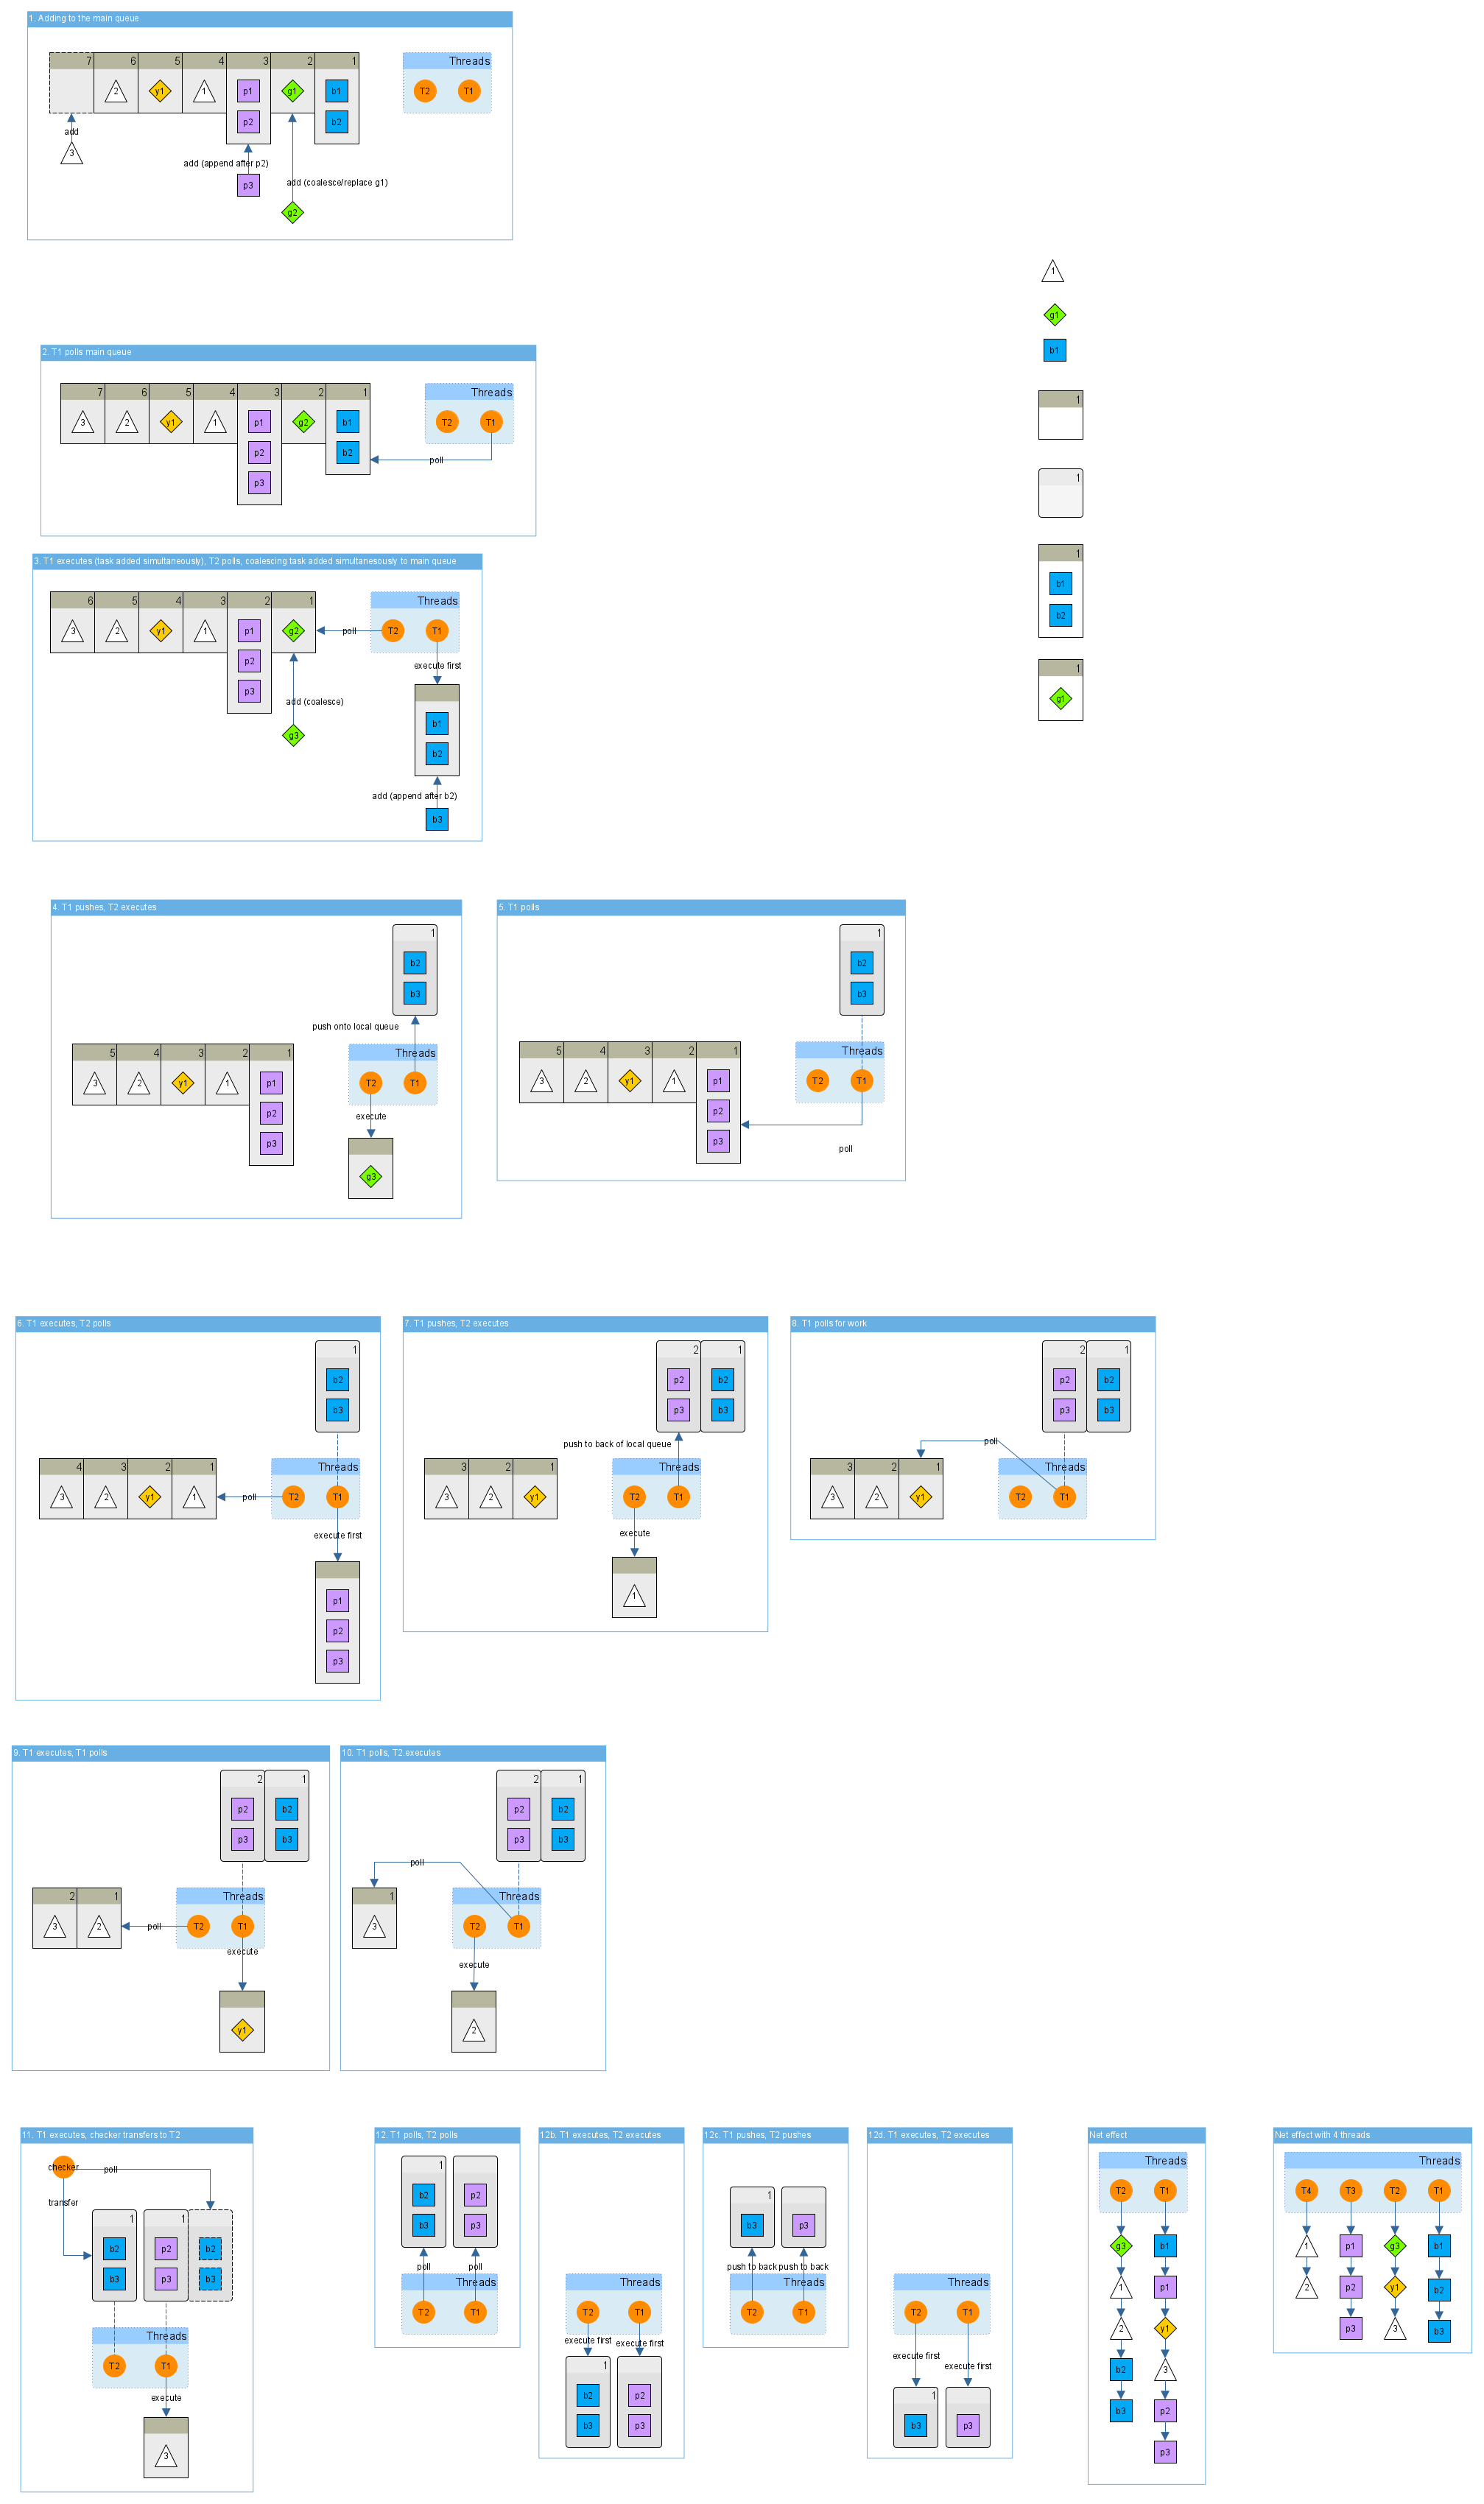 1. Adding to the main queue
7 6 5 4 3 2 1 Threads
2 y1 1 p1 g1 b1 T2 T1
p2 b2
add
3
add (append after p2)
p3
add (coalesce/replace g1)
g2
1
g1
b1
1
1
1
b1
b2
1
g1
2. T1 polls main queue
7 6 5 4 3 2 1 Threads
3 2 y1 1 p1 g2 b1 T2 T1
p2 b2
poll
p3
3. T1 executes (task added simultaneously), T2 polls, coalescing task added simultanesously to main queue
6 5 4 3 2 1 Threads
3 2 y1 1 p1 g2 poll T2 T1
p2
execute first
p3
add (coalesce)
g3
b1
b2
add (append after b2)
b3
4. T1 pushes, T2 executes
1
b2
b3
push onto local queue
5 4 3 2 1 Threads
3 2 y1 1 p1 T2 T1
p2
execute
p3
g3
5. T1 polls
1
b2
b3
5 4 3 2 1 Threads
3 2 y1 1 p1 T2 T1
p2
p3
poll
6. T1 executes, T2 polls
1
b2
b3
4 3 2 1 Threads
3 2 y1 1 poll T2 T1
execute first
p1
p2
p3
7. T1 pushes, T2 executes
2 1
p2 b2
p3 b3
push to back of local queue
3 2 1 Threads
3 2 y1 T2 T1
execute
1
8. T1 polls for work
2 1
p2 b2
p3 b3
poll
3 2 1 Threads
3 2 y1 T2 T1
9. T1 executes, T1 polls
2 1
p2 b2
p3 b3
2 1 Threads
3 2 poll T2 T1
execute
y1
10. T1 polls, T2 executes
2 1
p2 b2
p3 b3
poll
1 Threads
3 T2 T1
execute
2
11. T1 executes, checker transfers to T2
checker poll
transfer
1 1
b2 p2 b2
b3 p3 b3
Threads
T2 T1
execute
3
12. T1 polls, T2 polls
1
b2 p2
b3 p3
poll poll
Threads
T2 T1
12b. T1 executes, T2 executes
Threads
T2 T1
execute first execute first
1
b2 p2
b3 p3
12c. T1 pushes, T2 pushes
1
b3 p3
push to back push to back
Threads
T2 T1
12d. T1 executes, T2 executes
Threads
T2 T1
execute first
execute first
1
b3 p3
Net effect
Threads
T2 T1
g3 b1
1 p1
2 y1
b2 3
b3 p2
p3
Net effect with 4 threads
Threads
T4 T3 T2 T1
1 p1 g3 b1
2 p2 y1 b2
p3 3 b3